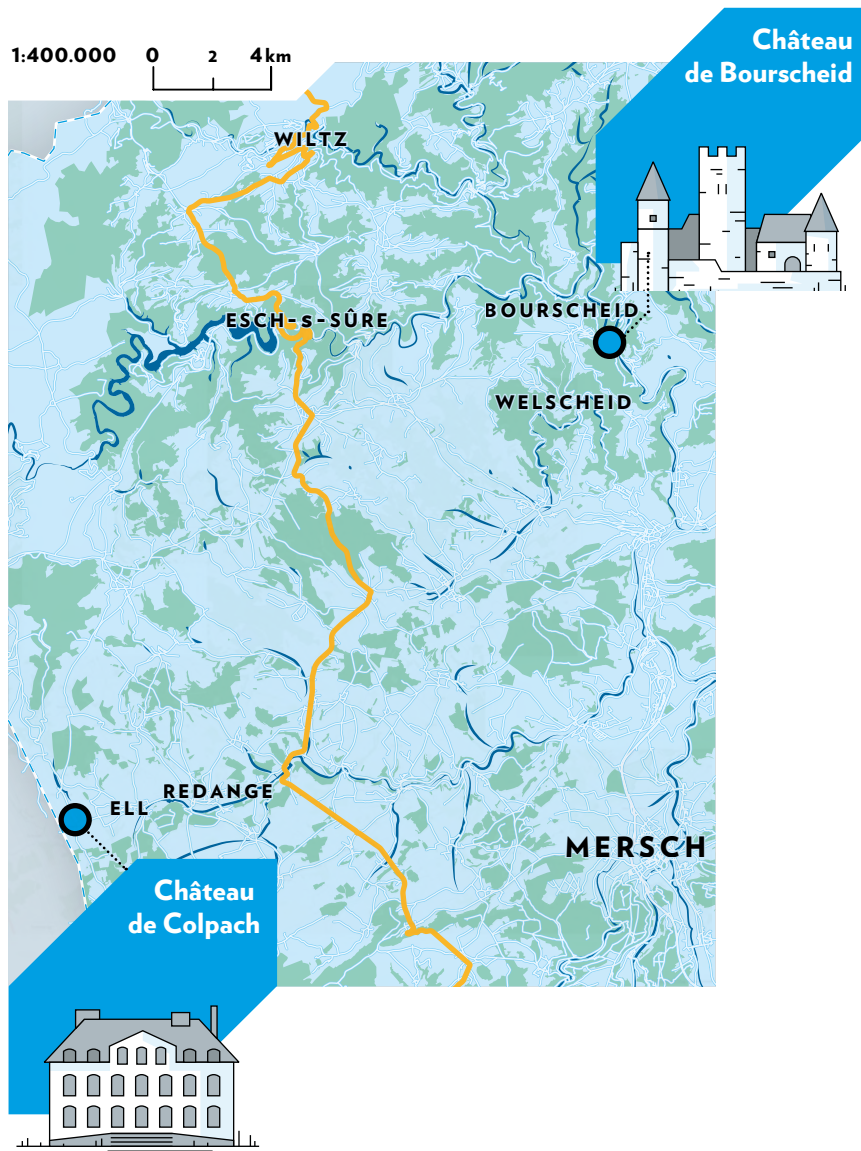 1:400.000 0 2 4 km
Château
de Bourscheid
WILTZ
ESCH-s-SÛRE
BOURSCHEID
WELSCHEID
REDANGE
ELL
MERSCH
Château
de Colpach